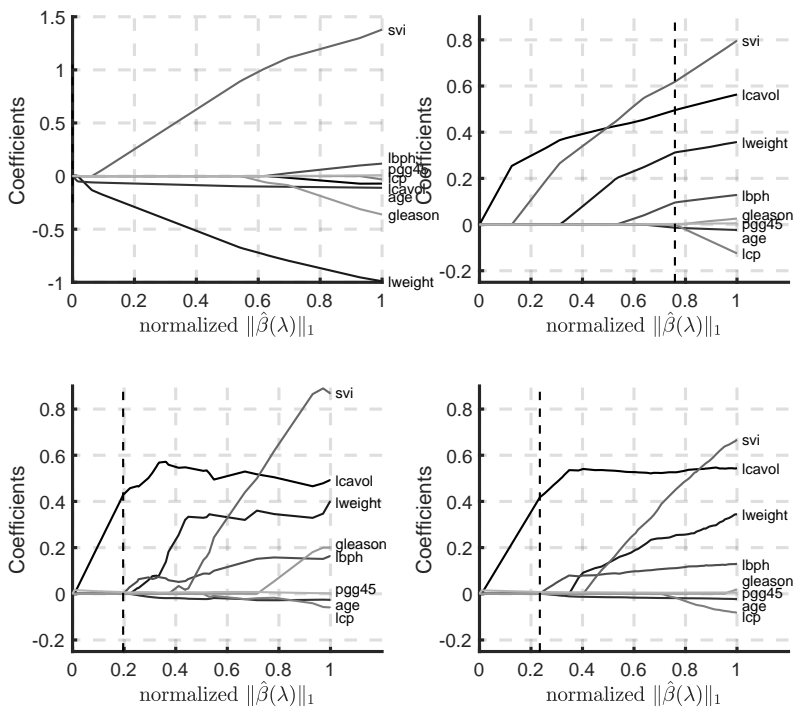 1.5
1
0.5
0
-0.5
-1
Coefficients
0 0.2 0.4 0.6 0.8 1
normalized ‖β̂(λ)‖₁
svi
lbph
pgg45
lcp
lcavol
age
gleason
lweight
0.8
0.6
0.4
0.2
0
-0.2
Coefficients
0 0.2 0.4 0.6 0.8 1
normalized ‖β̂(λ)‖₁
svi
lcavol
lweight
lbph
gleason
pgg45
age
lcp
0.8
0.6
0.4
0.2
0
-0.2
Coefficients
0 0.2 0.4 0.6 0.8 1
normalized ‖β̂(λ)‖₁
svi
lcavol
lweight
gleason
lbph
pgg45
age
lcp
0.8
0.6
0.4
0.2
0
-0.2
Coefficients
0 0.2 0.4 0.6 0.8 1
normalized ‖β̂(λ)‖₁
svi
lcavol
lweight
lbph
gleason
pgg45
age
lcp